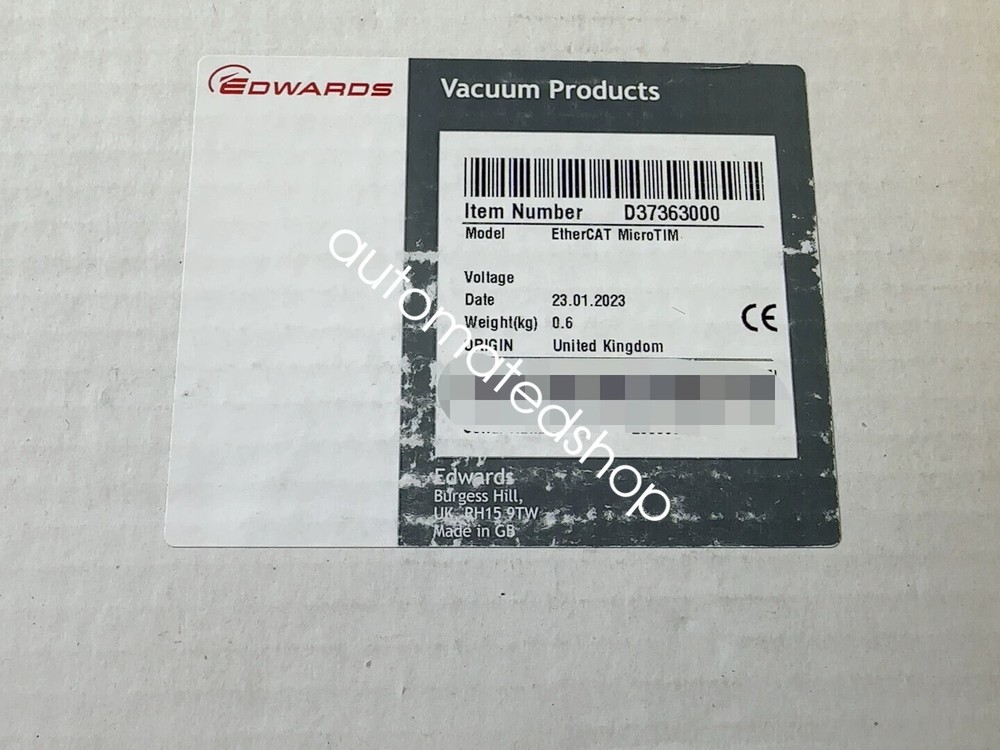 EDWARDS
Vacuum Products
Item Number D37363000
Model EtherCAT MicroTIM
Voltage
Date 23.01.2023
Weight(kg) 0.6
ORIGIN United Kingdom
automatedshop
Edwards
Burgess Hill,
UK RH15 9TW
Made in GB